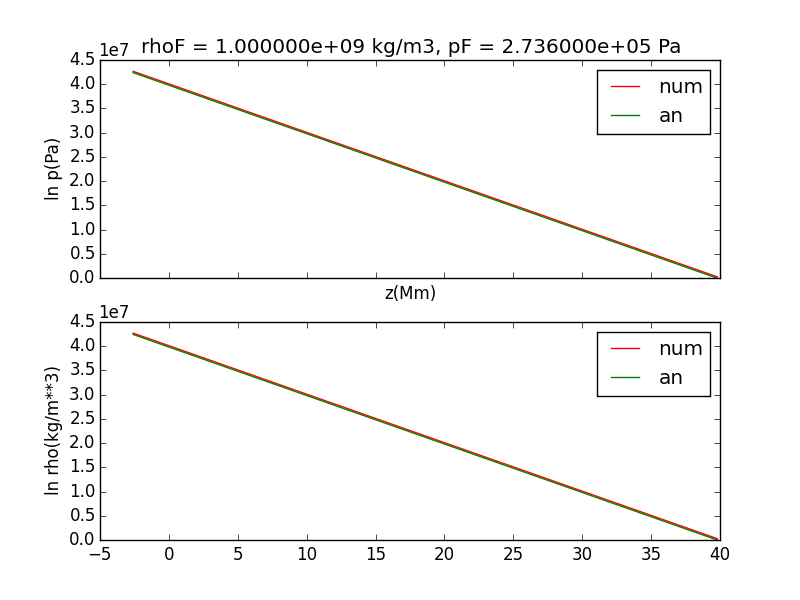 1e7 rhoF = 1.000000e+09 kg/m3, pF = 2.736000e+05 Pa
4.5
4.0
3.5
3.0
2.5
2.0
1.5
1.0
0.5
0.0
ln p(Pa)
num
an
z(Mm)
1e7
4.5
4.0
3.5
3.0
2.5
2.0
1.5
1.0
0.5
0.0
ln rho(kg/m**3)
num
an
−5 0 5 10 15 20 25 30 35 40